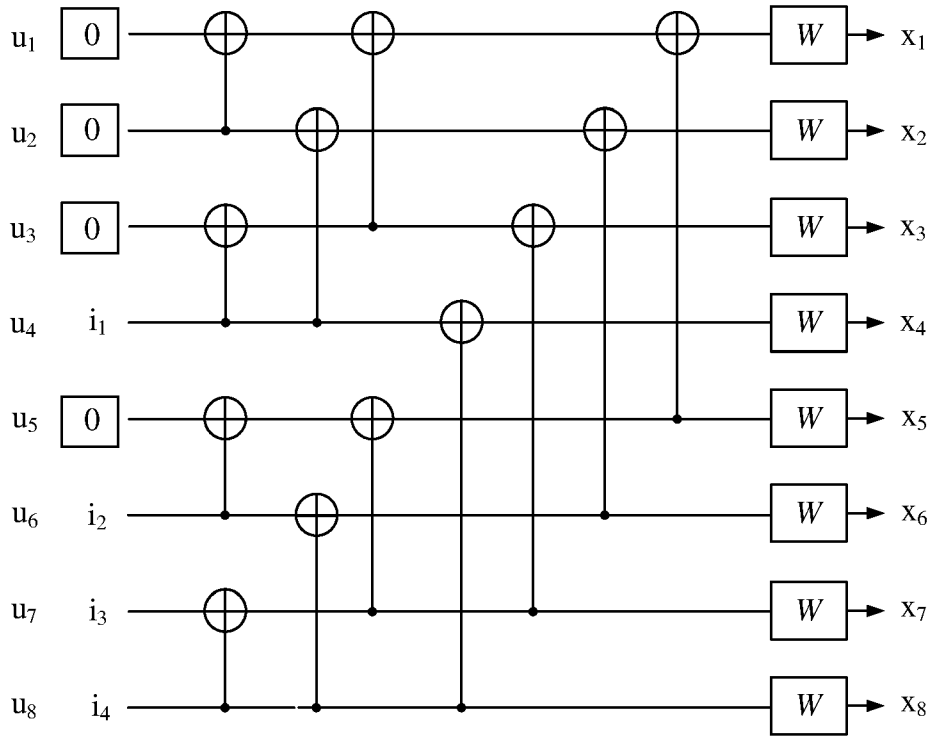 u₁ 0 W x₁
u₂ 0 W x₂
u₃ 0 W x₃
u₄ i₁ W x₄
u₅ 0 W x₅
u₆ i₂ W x₆
u₇ i₃ W x₇
u₈ i₄ W x₈